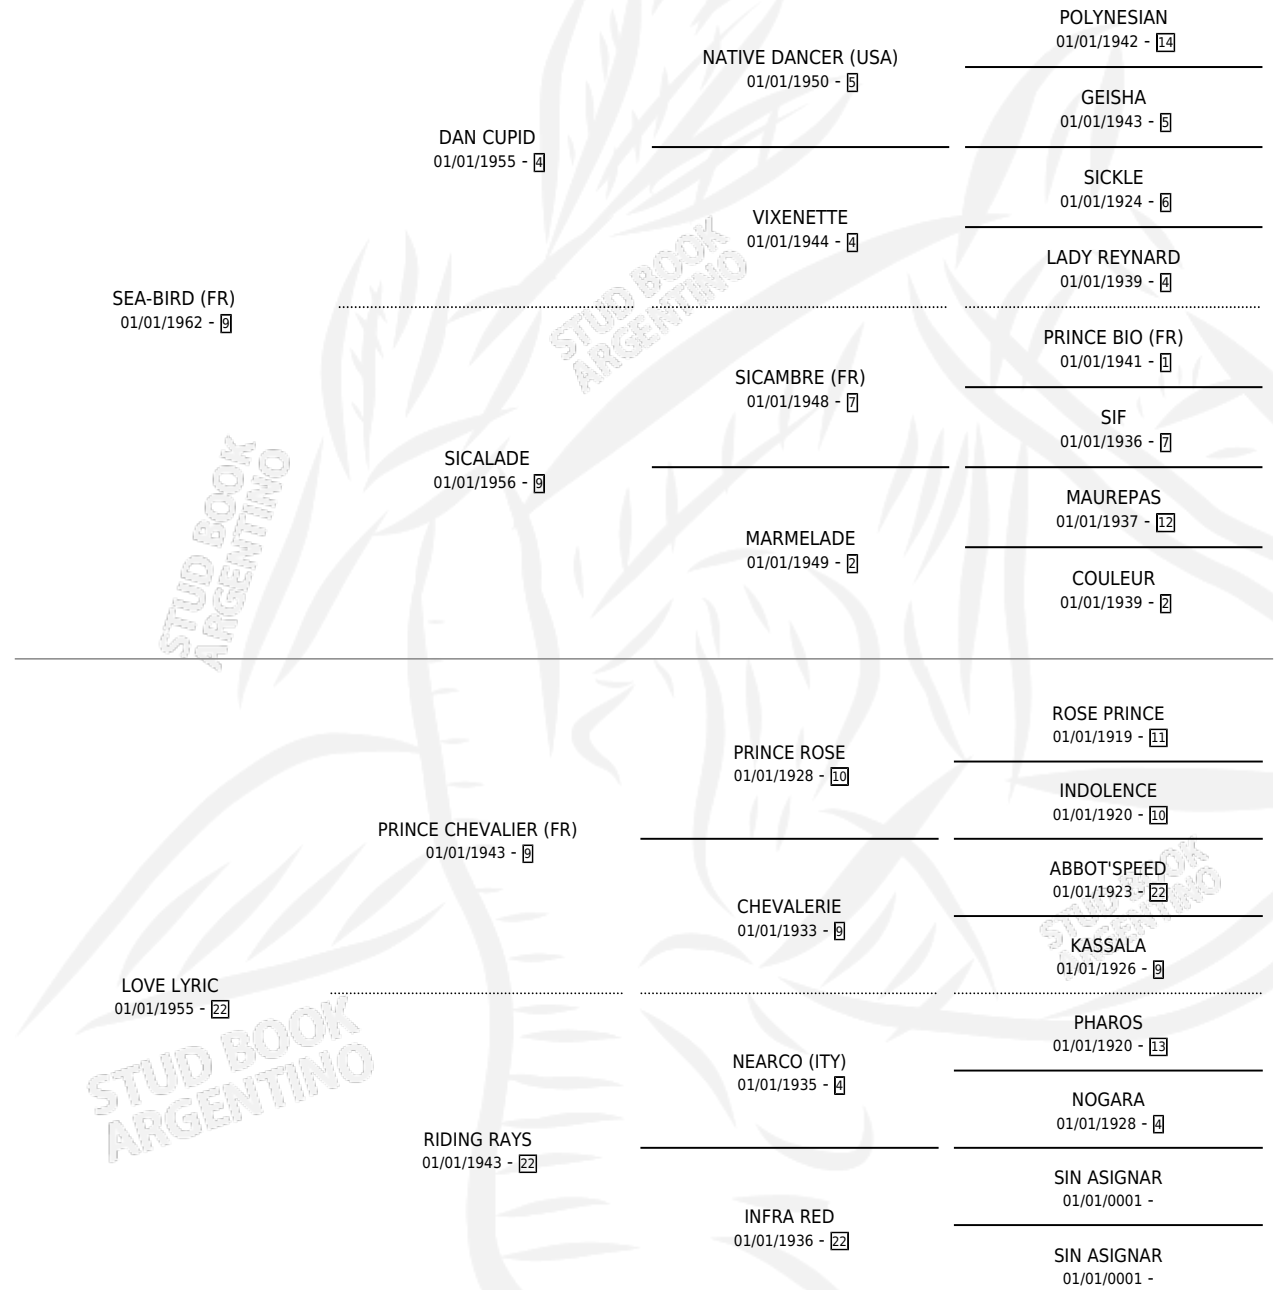 POLYNESIAN
01/01/1942 - 14
NATIVE DANCER (USA)
01/01/1950 - 5
GEISHA
01/01/1943 - 5
DAN CUPID
01/01/1955 - 4
SICKLE
01/01/1924 - 6
VIXENETTE
01/01/1944 - 4
LADY REYNARD
01/01/1939 - 4
SEA-BIRD (FR)
01/01/1962 - 9
PRINCE BIO (FR)
01/01/1941 - 1
SICAMBRE (FR)
01/01/1948 - 7
SIF
01/01/1936 - 7
SICALADE
01/01/1956 - 9
MAUREPAS
01/01/1937 - 12
MARMELADE
01/01/1949 - 2
COULEUR
01/01/1939 - 2
STUD BOOK
ARGENTINO
STUD BOOK
ARGENTINO
ROSE PRINCE
01/01/1919 - 11
PRINCE ROSE
01/01/1928 - 10
INDOLENCE
01/01/1920 - 10
PRINCE CHEVALIER (FR)
01/01/1943 - 9
ABBOT'SPEED
01/01/1923 - 22
CHEVALERIE
01/01/1933 - 9
KASSALA
01/01/1926 - 9
STUD BOOK
ARGENTINO
LOVE LYRIC
01/01/1955 - 22
PHAROS
01/01/1920 - 13
NEARCO (ITY)
01/01/1935 - 4
NOGARA
01/01/1928 - 4
RIDING RAYS
01/01/1943 - 22
SIN ASIGNAR
01/01/0001 -
INFRA RED
01/01/1936 - 22
SIN ASIGNAR
01/01/0001 -
STUD BOOK
ARGENTINO